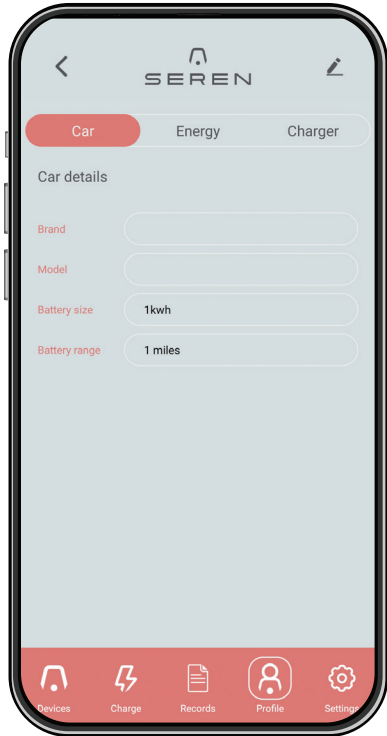 SEREN
Car Energy Charger
Car details
Brand
Model
Battery size 1kwh
Battery range 1 miles
Devices Charge Records Profile Settings